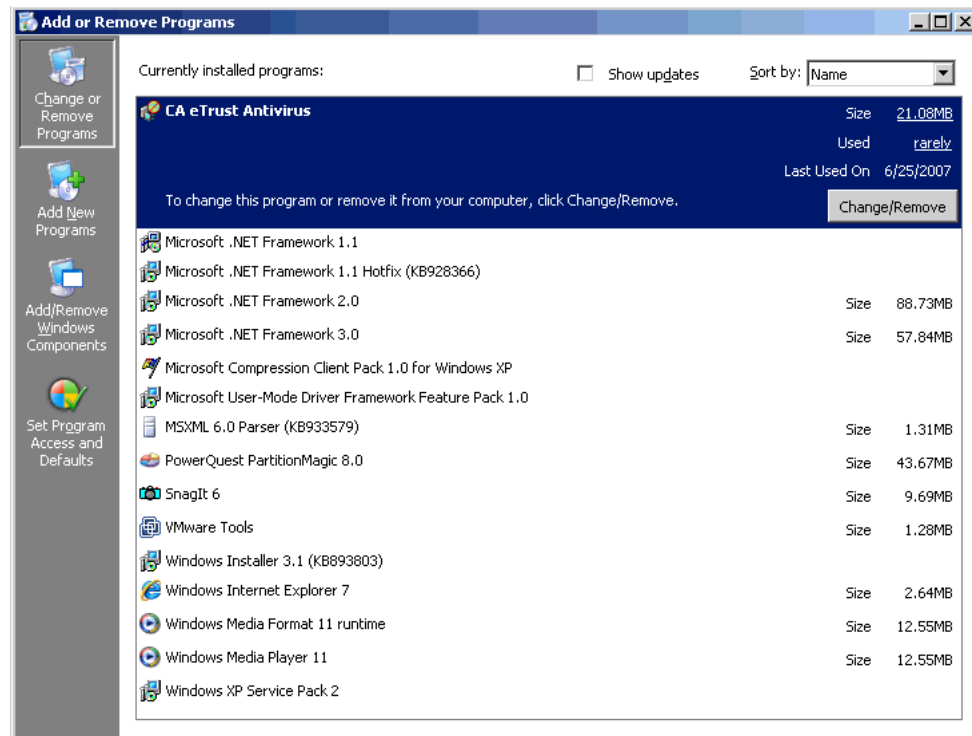 Add or Remove Programs
Change or
Remove
Programs
Add New
Programs
Add/Remove
Windows
Components
Set Program
Access and
Defaults
Currently installed programs:
Show updates
Sort by: Name
CA eTrust Antivirus Size 21.08MB
Used rarely
Last Used On 6/25/2007
To change this program or remove it from your computer, click Change/Remove. Change/Remove
Microsoft .NET Framework 1.1
Microsoft .NET Framework 1.1 Hotfix (KB928366)
Microsoft .NET Framework 2.0 Size 88.73MB
Microsoft .NET Framework 3.0 Size 57.84MB
Microsoft Compression Client Pack 1.0 for Windows XP
Microsoft User-Mode Driver Framework Feature Pack 1.0
MSXML 6.0 Parser (KB933579) Size 1.31MB
PowerQuest PartitionMagic 8.0 Size 43.67MB
SnagIt 6 Size 9.69MB
VMware Tools Size 1.28MB
Windows Installer 3.1 (KB893803)
Windows Internet Explorer 7 Size 2.64MB
Windows Media Format 11 runtime Size 12.55MB
Windows Media Player 11 Size 12.55MB
Windows XP Service Pack 2